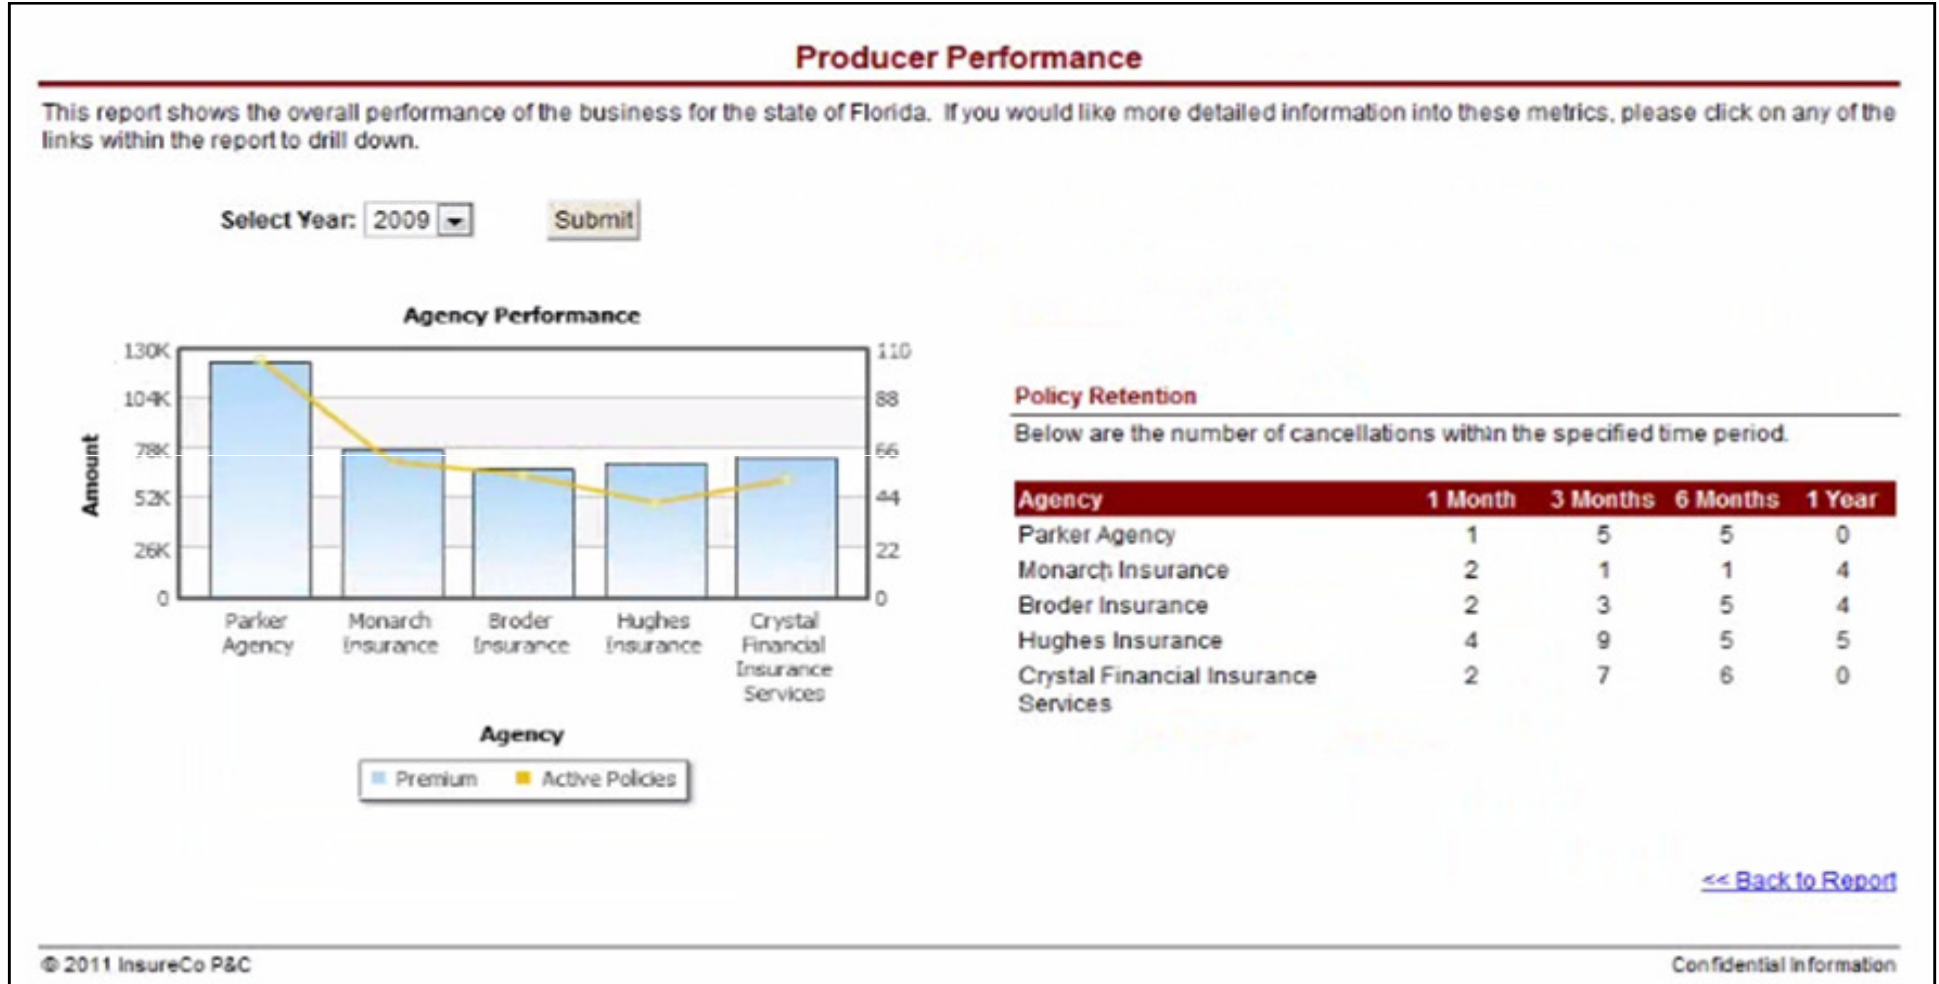 Producer Performance
This report shows the overall performance of the business for the state of Florida. If you would like more detailed information into these metrics, please click on any of the
links within the report to drill down.
Select Year: 2009 Submit
Agency Performance
130K 110
104K 88
78K 66
52K 44
26K 22
0 0
Amount
Parker Monarch Broder Hughes Crystal
Agency Insurance Insurance Insurance Financial
Insurance
Services
Agency
Premium Active Policies
Policy Retention
Below are the number of cancellations within the specified time period.
Agency 1 Month 3 Months 6 Months 1 Year
Parker Agency 1 5 5 0
Monarch Insurance 2 1 1 4
Broder Insurance 2 3 5 4
Hughes Insurance 4 9 5 5
Crystal Financial Insurance 2 7 6 0
Services
<< Back to Report
© 2011 InsureCo P&C Confidential Information